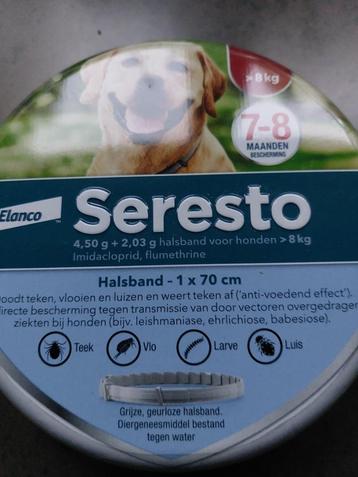 > 8 kg
7-8
MAANDEN
BESCHERMING
Elanco
Seresto
4,50 g + 2,03 g halsband voor honden > 8 kg
Imidacloprid, flumethrine
Halsband - 1 x 70 cm
Doodt teken, vlooien en luizen en weert teken af ('anti-voedend effect').
directe bescherming tegen transmissie van door vectoren overgedragen
ziekten bij honden (bijv. leishmaniase, ehrlichiose, babesiose).
Teek
Vlo
Larve
Luis
Grijze, geurloze halsband.
Diergeneesmiddel bestand
tegen water